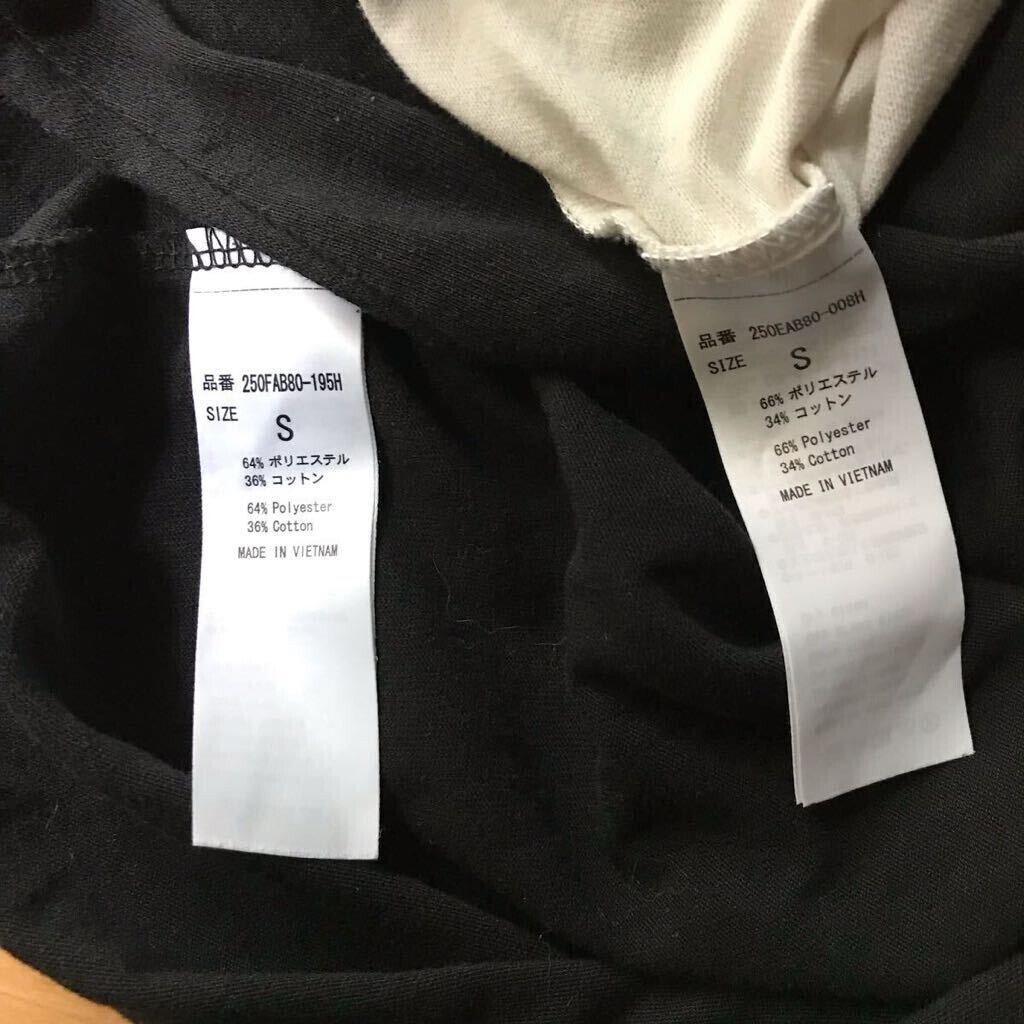 品番 250FAB80-195H
SIZE
S
64% ポリエステル
36% コットン
64% Polyester
36% Cotton
MADE IN VIETNAM
品番 250EAB80-008H
SIZE S
66% ポリエステル
34% コットン
66% Polyester
34% Cotton
MADE IN VIETNAM